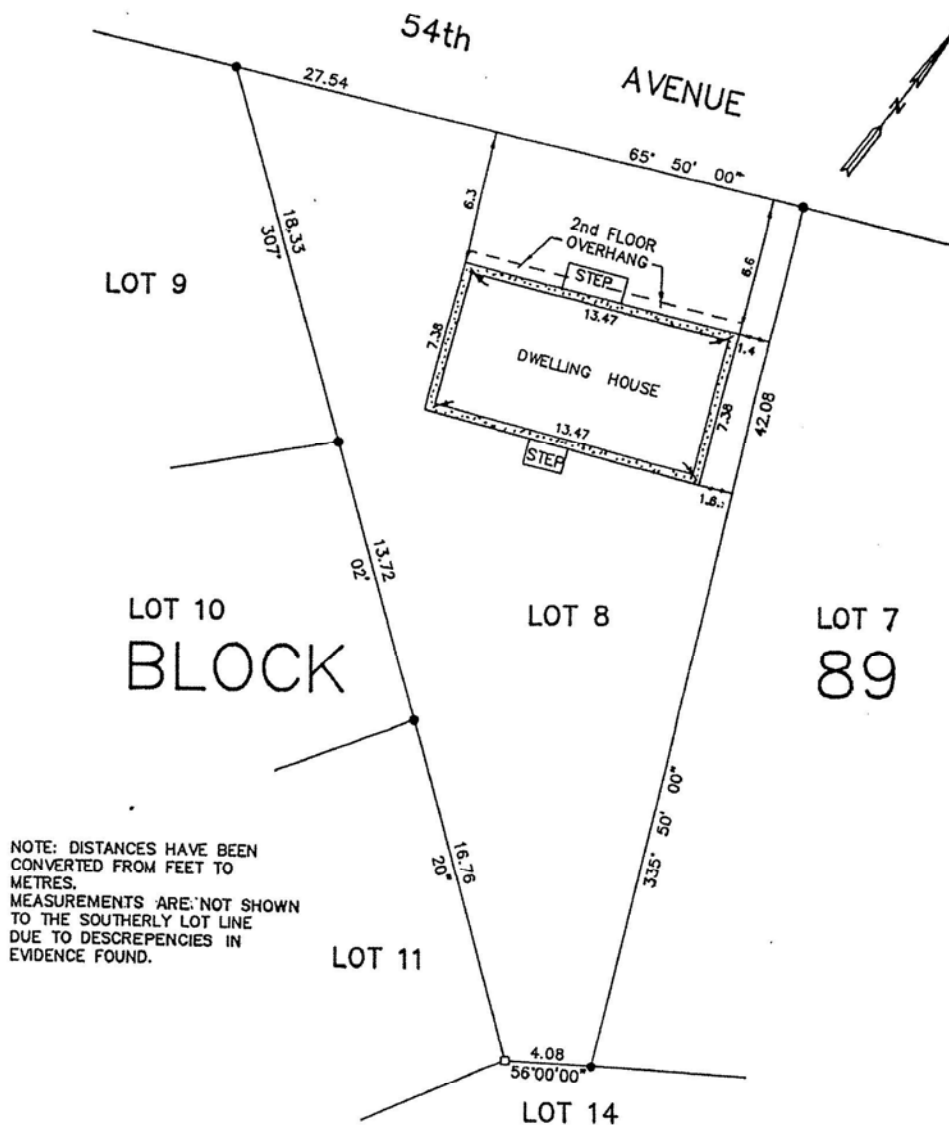 54th
AVENUE
27.54
65° 50' 00"
N
6.3
6.6
18.33
307°
2nd FLOOR
OVERHANG
STEP
13.47
LOT 9
7.38
DWELLING HOUSE
1.4
7.38
42.08
13.47
STEP
1.6
13.72
02'
LOT 10
LOT 8
LOT 7
BLOCK
89
335° 50' 00"
16.76
20"
NOTE: DISTANCES HAVE BEEN
CONVERTED FROM FEET TO
METRES.
MEASUREMENTS ARE NOT SHOWN
TO THE SOUTHERLY LOT LINE
DUE TO DESCREPENCIES IN
EVIDENCE FOUND.
LOT 11
4.08
56°00'00"
LOT 14